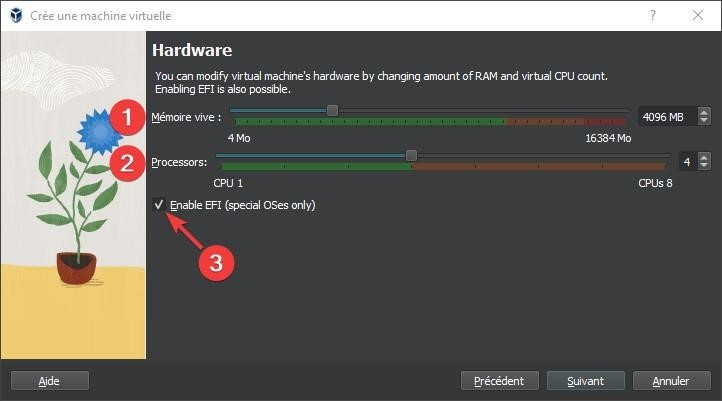 Crée une machine virtuelle
Hardware
You can modify virtual machine's hardware by changing amount of RAM and virtual CPU count.
Enabling EFI is also possible.
1
Mémoire vive :
4096 MB
4 Mo
16384 Mo
2
Processors:
4
CPU 1
CPUs 8
Enable EFI (special OSes only)
3
Aide
Précédent
Suivant
Annuler